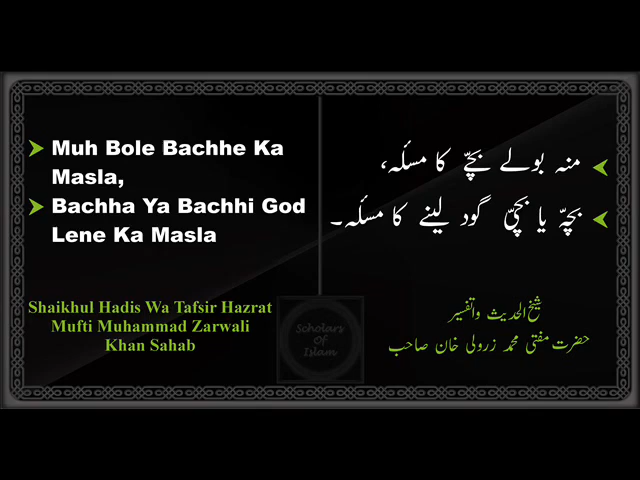 Muh Bole Bachhe Ka
Masla,
Bachha Ya Bachhi God
Lene Ka Masla
Shaikhul Hadis Wa Tafsir Hazrat
Mufti Muhammad Zarwali
Khan Sahab
منہ بولے بچّے کا مسئلہ،
بچّہ یا بچّی گود لینے کا مسئلہ۔
شیخ الحدیث وتفسیر
حضرت مفتی محمد زرولی خان صاحب
Scholars
Of
Islam